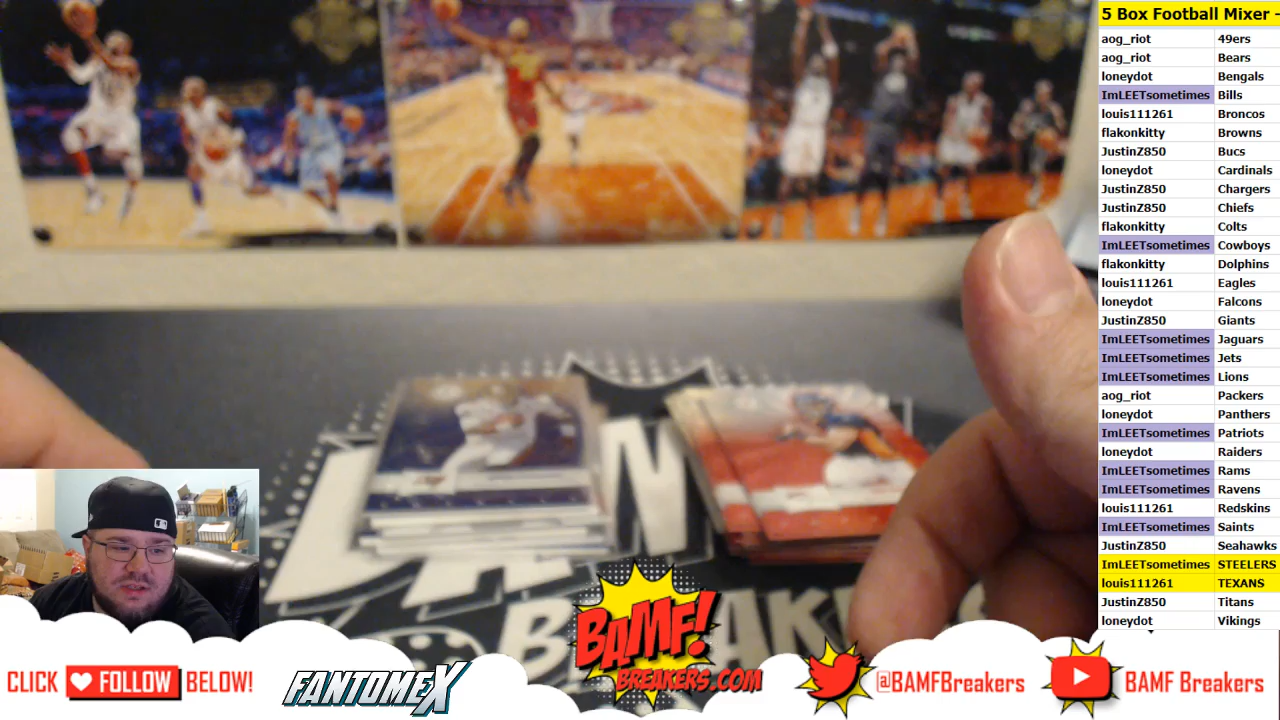 5 Box Football Mixer -
aog_riot 49ers
aog_riot Bears
loneydot Bengals
ImLEETsometimes Bills
louis111261 Broncos
flakonkitty Browns
JustinZ850 Bucs
loneydot Cardinals
JustinZ850 Chargers
JustinZ850 Chiefs
flakonkitty Colts
ImLEETsometimes Cowboys
flakonkitty Dolphins
louis111261 Eagles
loneydot Falcons
JustinZ850 Giants
ImLEETsometimes Jaguars
ImLEETsometimes Jets
ImLEETsometimes Lions
aog_riot Packers
loneydot Panthers
ImLEETsometimes Patriots
loneydot Raiders
ImLEETsometimes Rams
ImLEETsometimes Ravens
louis111261 Redskins
ImLEETsometimes Saints
JustinZ850 Seahawks
ImLEETsometimes STEELERS
louis111261 TEXANS
JustinZ850 Titans
loneydot Vikings
CLICK FOLLOW BELOW!
FANTOMEX
BAMF!
BREAKERS.COM
@BAMFBreakers
BAMF Breakers